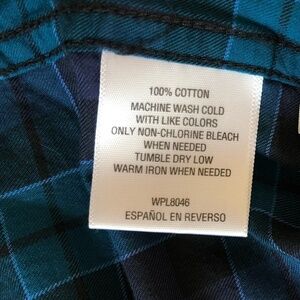 100% COTTON
MACHINE WASH COLD
WITH LIKE COLORS
ONLY NON-CHLORINE BLEACH
WHEN NEEDED
TUMBLE DRY LOW
WARM IRON WHEN NEEDED
WPL8046
ESPAÑOL EN REVERSO